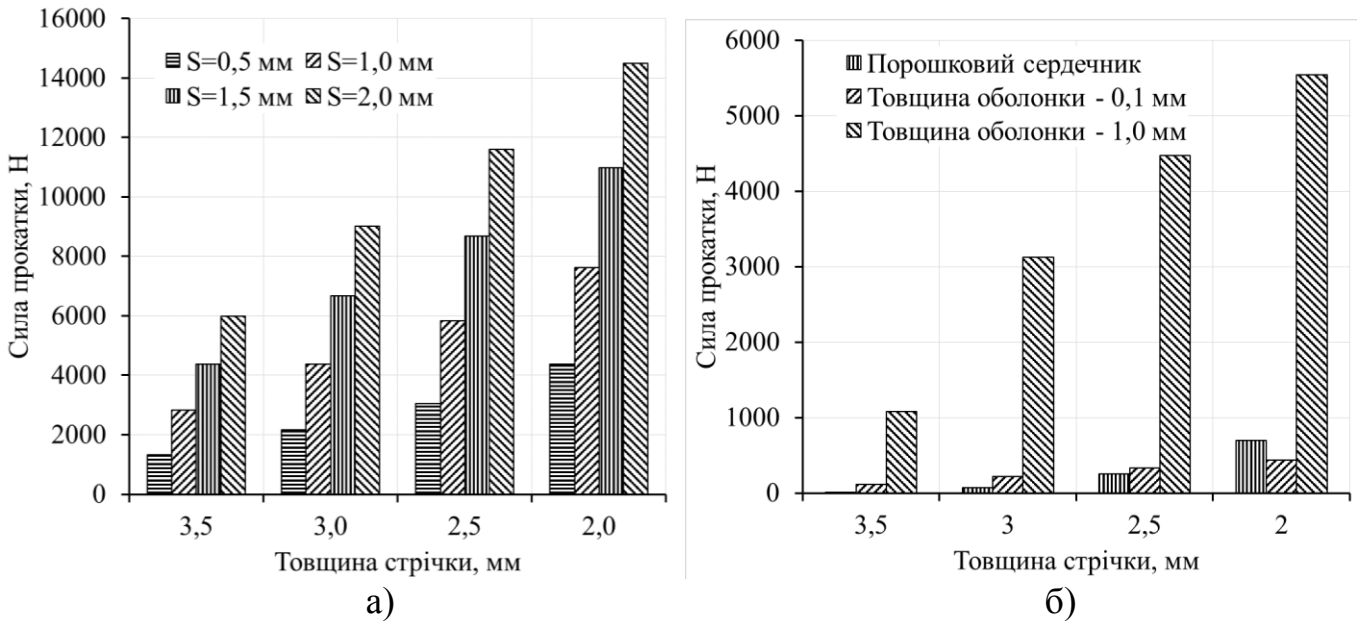 16000
14000
12000
10000
8000
6000
4000
2000
0
Сила прокатки, Н
S=0,5 мм S=1,0 мм
S=1,5 мм S=2,0 мм
3,5 3,0 2,5 2,0
Товщина стрічки, мм
а)
6000
5000
4000
3000
2000
1000
0
Сила прокатки, Н
Порошковий сердечник
Товщина оболонки - 0,1 мм
Товщина оболонки - 1,0 мм
3,5 3 2,5 2
Товщина стрічки, мм
б)